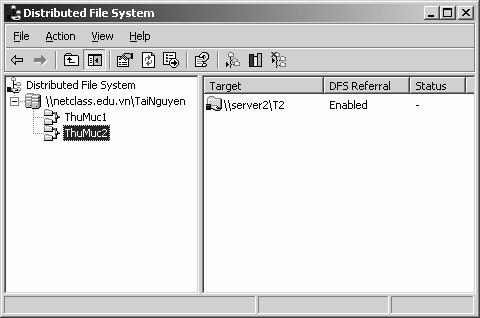 Distributed File System
File Action View Help
Distributed File System
\\netclass.edu.vn\TaiNguyen
ThuMuc1
ThuMuc2
Target DFS Referral Status
\\server2\T2 Enabled -